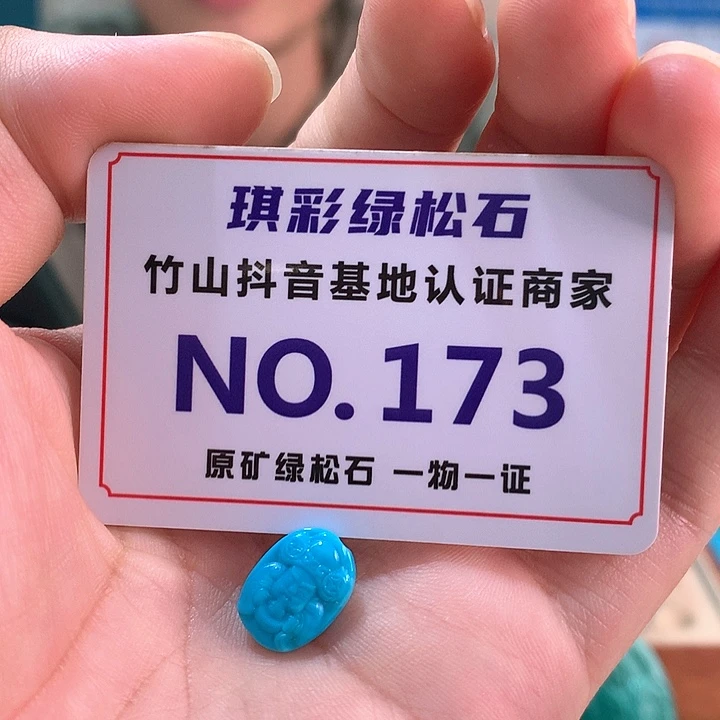 琪彩绿松石
竹山抖音基地认证商家
NO.173
原矿绿松石 一物一证